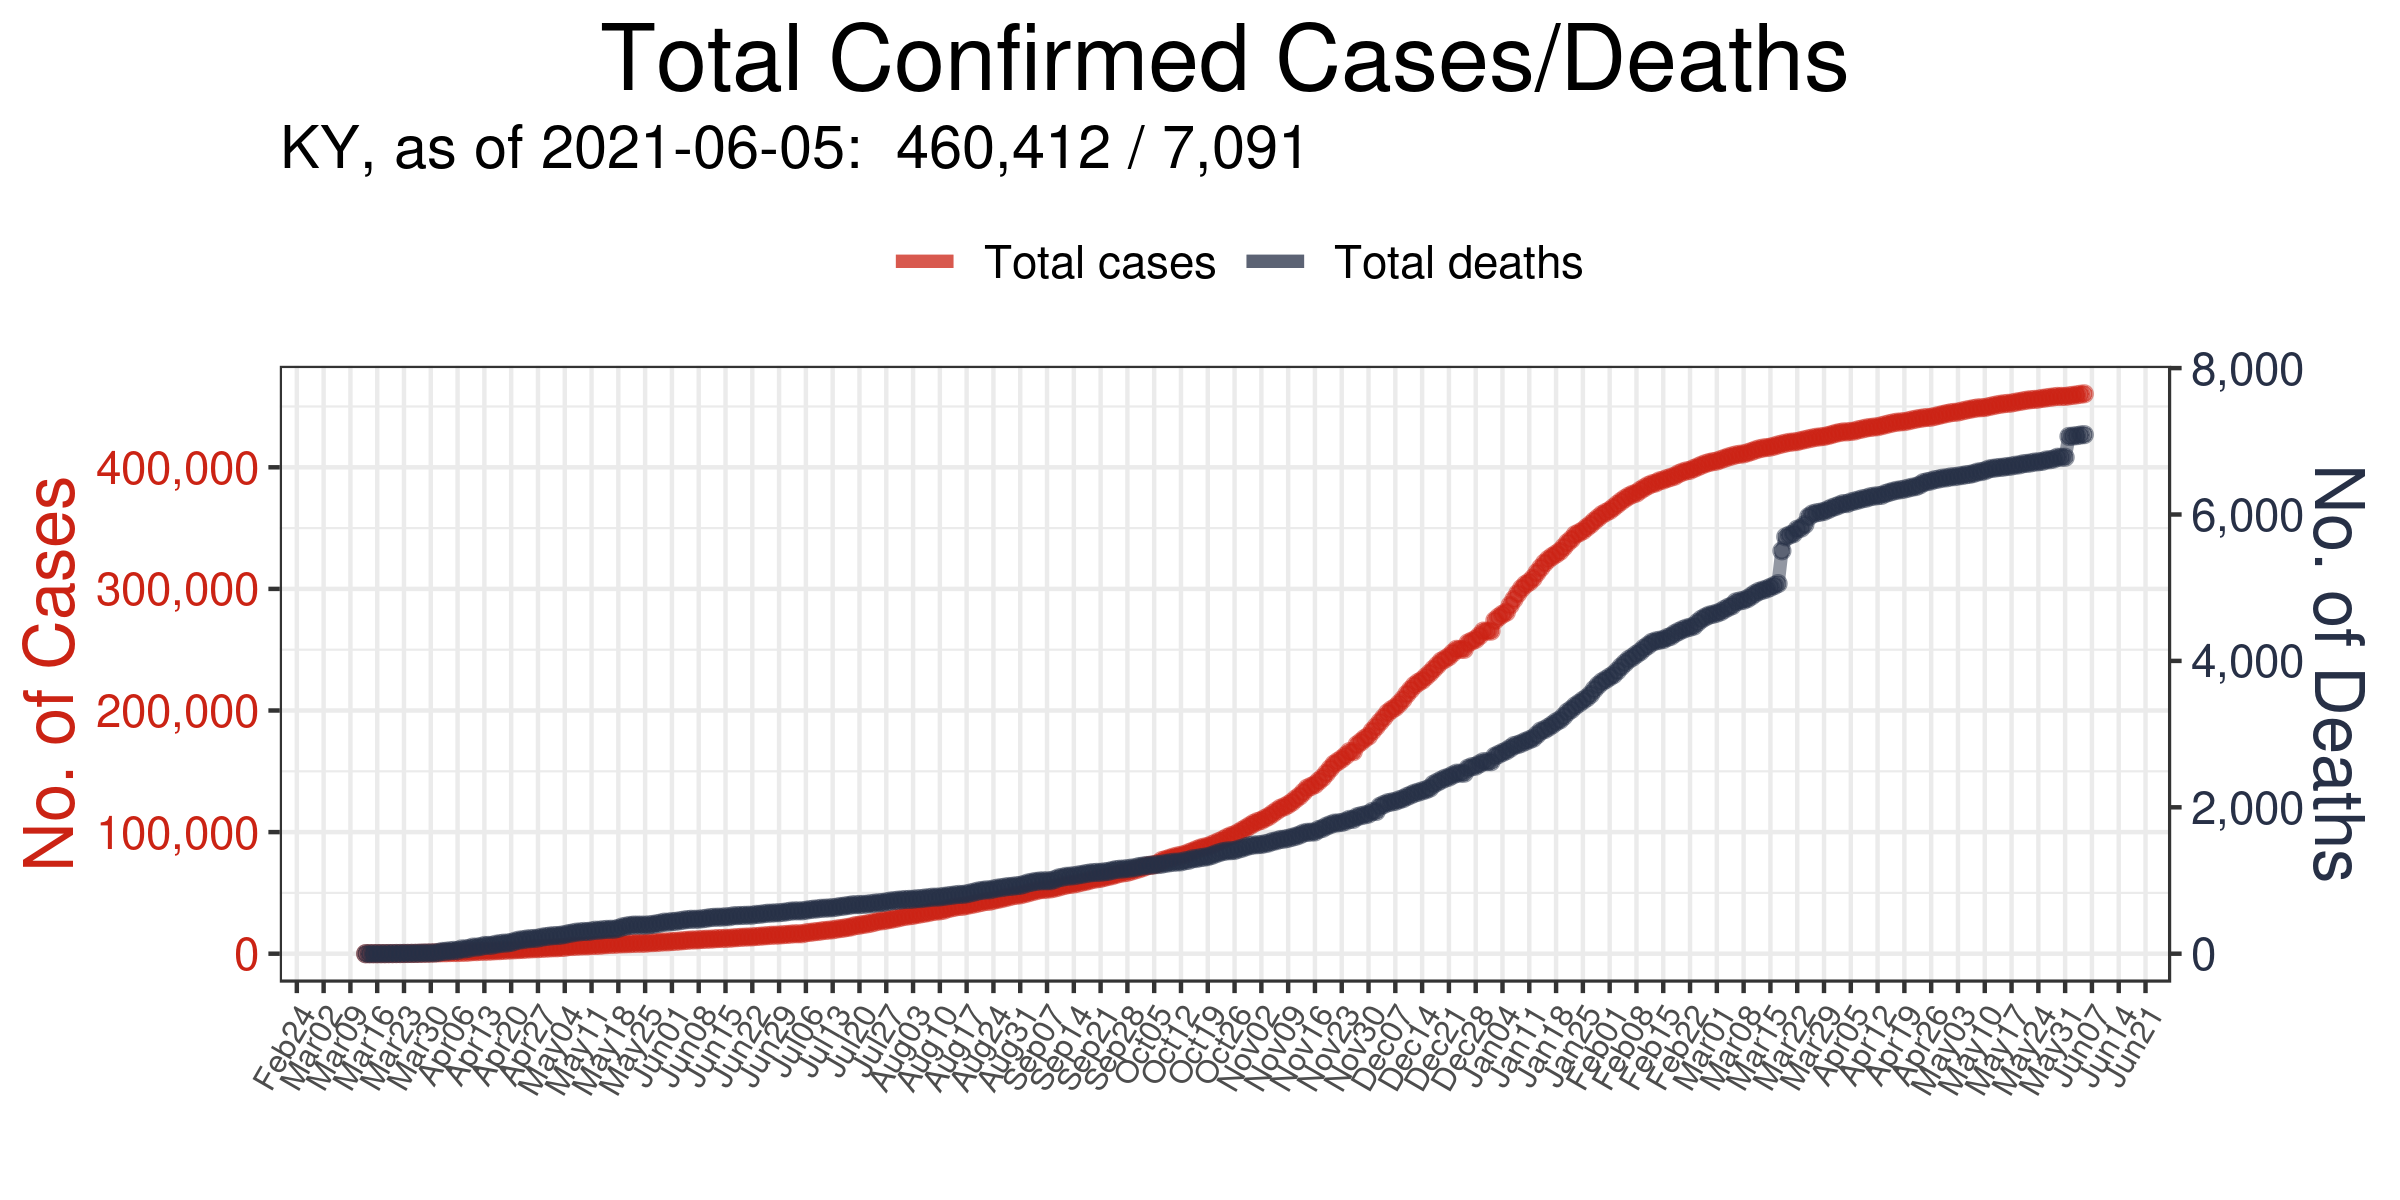 Total Confirmed Cases/Deaths
KY, as of 2021-06-05:  460,412 / 7,091
Total cases
Total deaths
No. of Cases
400,000
300,000
200,000
100,000
0
8,000
6,000
4,000
2,000
0
No. of Deaths
Feb24
Mar02
Mar09
Mar16
Mar23
Mar30
Apr06
Apr13
Apr20
Apr27
May04
May11
May18
May25
Jun01
Jun08
Jun15
Jun22
Jun29
Jul06
Jul13
Jul20
Jul27
Aug03
Aug10
Aug17
Aug24
Aug31
Sep07
Sep14
Sep21
Sep28
Oct05
Oct12
Oct19
Oct26
Nov02
Nov09
Nov16
Nov23
Nov30
Dec07
Dec14
Dec21
Dec28
Jan04
Jan11
Jan18
Jan25
Feb01
Feb08
Feb15
Feb22
Mar01
Mar08
Mar15
Mar22
Mar29
Apr05
Apr12
Apr19
Apr26
May03
May10
May17
May24
May31
Jun07
Jun14
Jun21